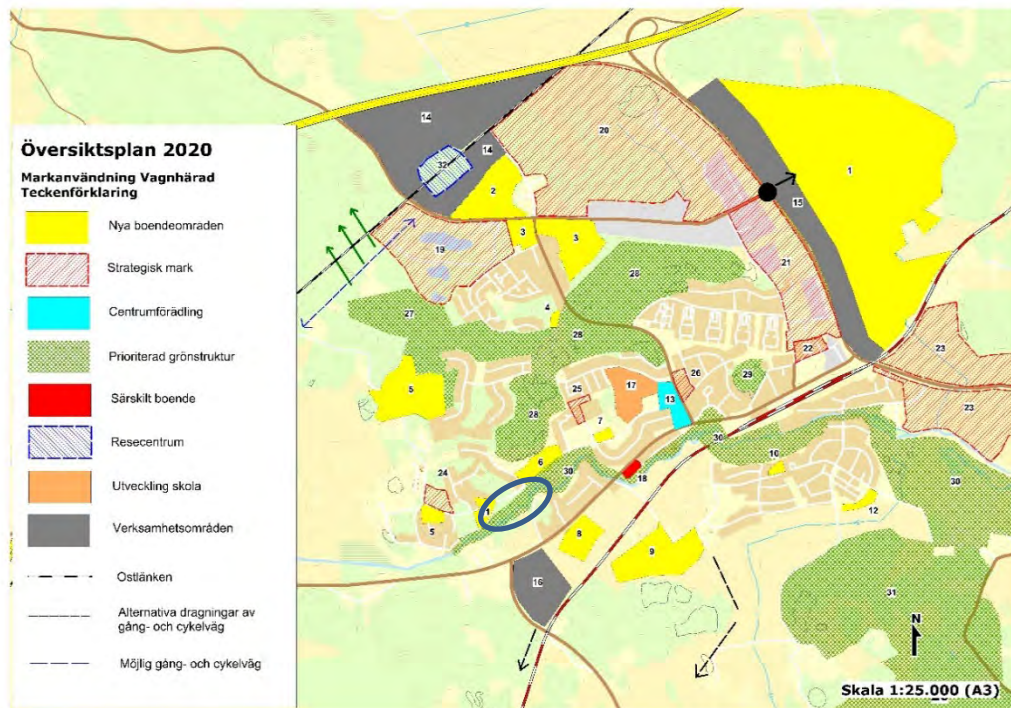 Översiktsplan 2020
Markanvändning Vagnhärad
Teckenförklaring
Nya boendeområden
Strategisk mark
Centrumförädling
Prioriterad grönstruktur
Särskilt boende
Resecentrum
Utveckling skola
Verksamhetsområden
Ostlänken
Alternativa dragningar av
gång- och cykelväg
Möjlig gång- och cykelväg
14
14
32
2
20
1
15
3
3
19
21
27
4
28
22
23
23
5
25
17
26
13
29
7
28
30
6
30
18
24
5
10
30
12
8
9
16
31
N
Skala 1:25.000 (A3)